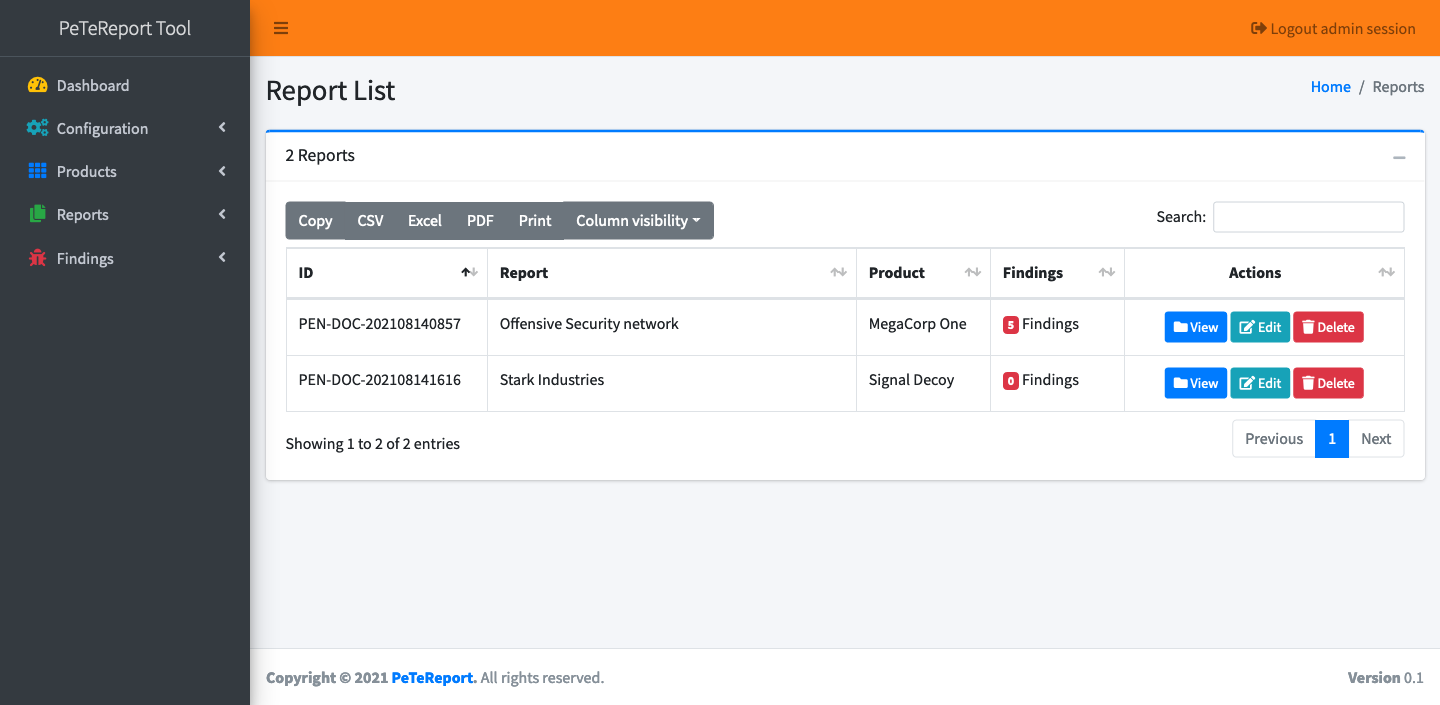 PeTeReport Tool
Logout admin session
Dashboard
Configuration
Products
Reports
Findings
Report List
Home / Reports
2 Reports
Copy CSV Excel PDF Print Column visibility
Search:
ID Report Product Findings Actions
PEN-DOC-202108140857 Offensive Security network MegaCorp One 5 Findings View Edit Delete
PEN-DOC-202108141616 Stark Industries Signal Decoy 0 Findings View Edit Delete
Showing 1 to 2 of 2 entries
Previous 1 Next
Copyright © 2021 PeTeReport. All rights reserved.
Version 0.1